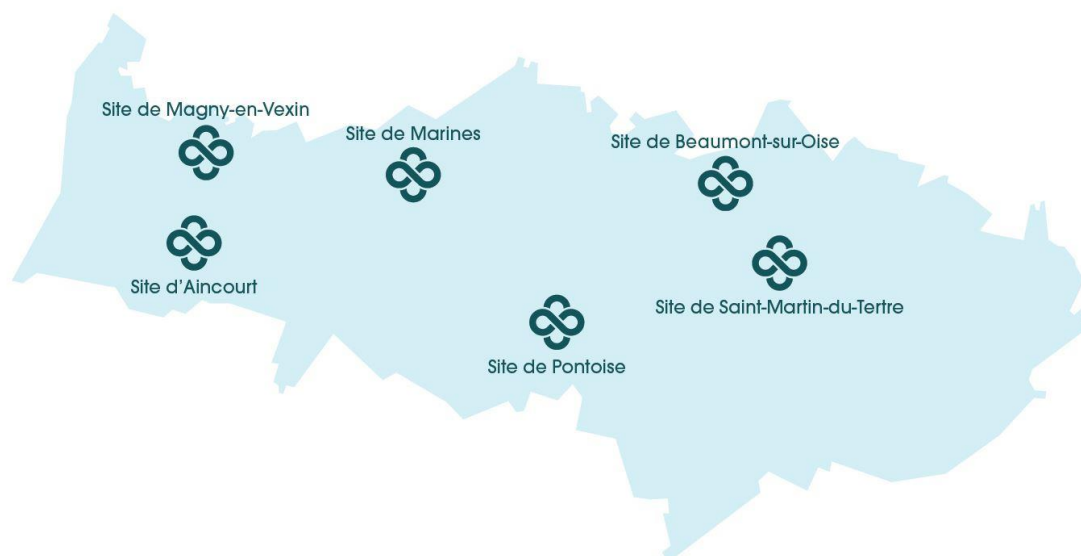 Site de Magny-en-Vexin
Site de Marines
Site de Beaumont-sur-Oise
Site d'Aincourt
Site de Saint-Martin-du-Tertre
Site de Pontoise